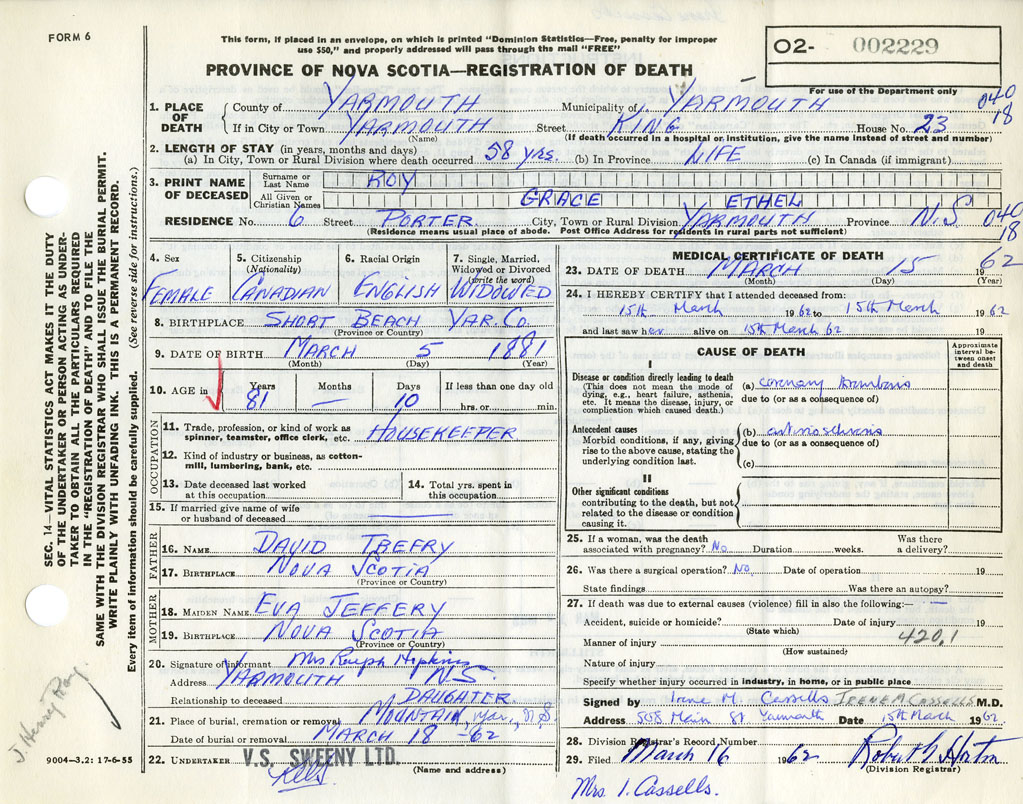 FORM 6
This form, if placed in an envelope, on which is printed "Dominion Statistics—Free, penalty for improper
use $50," and properly addressed will pass through the mail "FREE"
PROVINCE OF NOVA SCOTIA—REGISTRATION OF DEATH
O2- 002229
For use of the Department only
040
18
1. PLACE OF DEATH
County of YARMOUTH Municipality of YARMOUTH
If in City or Town YARMOUTH Street KING House No. 23
(Name) (If death occurred in a hospital or institution, give the name instead of street and number)
2. LENGTH OF STAY (in years, months and days)
(a) In City, Town or Rural Division where death occurred 58 yrs. (b) In Province LIFE (c) In Canada (if immigrant)
3. PRINT NAME OF DECEASED
Surname or Last Name ROY
All Given or Christian Names GRACE ETHEL
RESIDENCE No. 6 Street PORTER City, Town or Rural Division YARMOUTH Province N.S.
040
18
(Residence means usual place of abode. Post Office Address for residents in rural parts not sufficient)
4. Sex
FEMALE
5. Citizenship (Nationality)
CANADIAN
6. Racial Origin
ENGLISH
7. Single, Married, Widowed or Divorced (write the word)
WIDOWED
8. BIRTHPLACE SHORT BEACH YAR. CO.
(Province or Country)
9. DATE OF BIRTH MARCH 5 1881
(Month) (Day) (Year)
10. AGE in
Years Months Days If less than one day old
81 — 10 hrs. or min.
OCCUPATION
11. Trade, profession, or kind of work as
spinner, teamster, office clerk, etc. HOUSEKEEPER
12. Kind of industry or business, as cotton-
mill, lumbering, bank, etc.
13. Date deceased last worked
at this occupation
14. Total yrs. spent in
this occupation
15. If married give name of wife
or husband of deceased
FATHER
16. NAME DAVID TREFRY
17. BIRTHPLACE NOVA SCOTIA
(Province or Country)
MOTHER
18. MAIDEN NAME EVA JEFFERY
19. BIRTHPLACE NOVA SCOTIA
(Province or Country)
20. Signature of informant Mrs Ralph Hipkins
Address YARMOUTH N.S.
Relationship to deceased DAUGHTER
21. Place of burial, cremation or removal MOUNTAIN, Yar, N.S.
Date of burial or removal MARCH 18 -62
22. UNDERTAKER V.S. SWEENY LTD.
(Name and address)
9004—3,2: 17-6-55
MEDICAL CERTIFICATE OF DEATH
23. DATE OF DEATH MARCH 15 1962
(Month) (Day) (Year)
24. I HEREBY CERTIFY that I attended deceased from:
15th March 1962 to 15th March 1962
and last saw her alive on 15th March 62 19
CAUSE OF DEATH
Approximate interval between onset and death
I
Disease or condition directly leading to death
(This does not mean the mode of
dying, e.g., heart failure, asthenia,
etc. It means the disease, injury, or
complication which caused death.)
(a) coronary thrombosis
due to (or as a consequence of)
Antecedent causes
Morbid conditions, if any, giving
rise to the above cause, stating the
underlying condition last.
(b) arteriosclerosis
due to (or as a consequence of)
(c)
II
Other significant conditions
contributing to the death, but not
related to the disease or condition
causing it.
25. If a woman, was the death Was there
associated with pregnancy? No Duration weeks. a delivery?
26. Was there a surgical operation? No. Date of operation 19
State findings Was there an autopsy?
27. If death was due to external causes (violence) fill in also the following:— —
Accident, suicide or homicide? Date of injury 19
(State which)
420.1
Manner of injury
(How sustained)
Nature of injury
Specify whether injury occurred in industry, in home, or in public place
Signed by Irene M. Cassells IRENE M CASSELLS M.D.
Address 508 Main St Yarmouth Date 15th March 1962
28. Division Registrar's Record Number
29. Filed March 16 1962
(Division Registrar)
Mrs I. Cassells.
SEC. 14—VITAL STATISTICS ACT MAKES IT THE DUTY
OF THE UNDERTAKER OR PERSON ACTING AS UNDER-
TAKER TO OBTAIN ALL THE PARTICULARS REQUIRED
IN THE "REGISTRATION OF DEATH" AND TO FILE THE
SAME WITH THE DIVISION REGISTRAR WHO SHALL ISSUE THE BURIAL PERMIT.
WRITE PLAINLY WITH UNFADING INK. THIS IS A PERMANENT RECORD.
Every item of information should be carefully supplied. (See reverse side for instructions.)
J. Henry Roy.